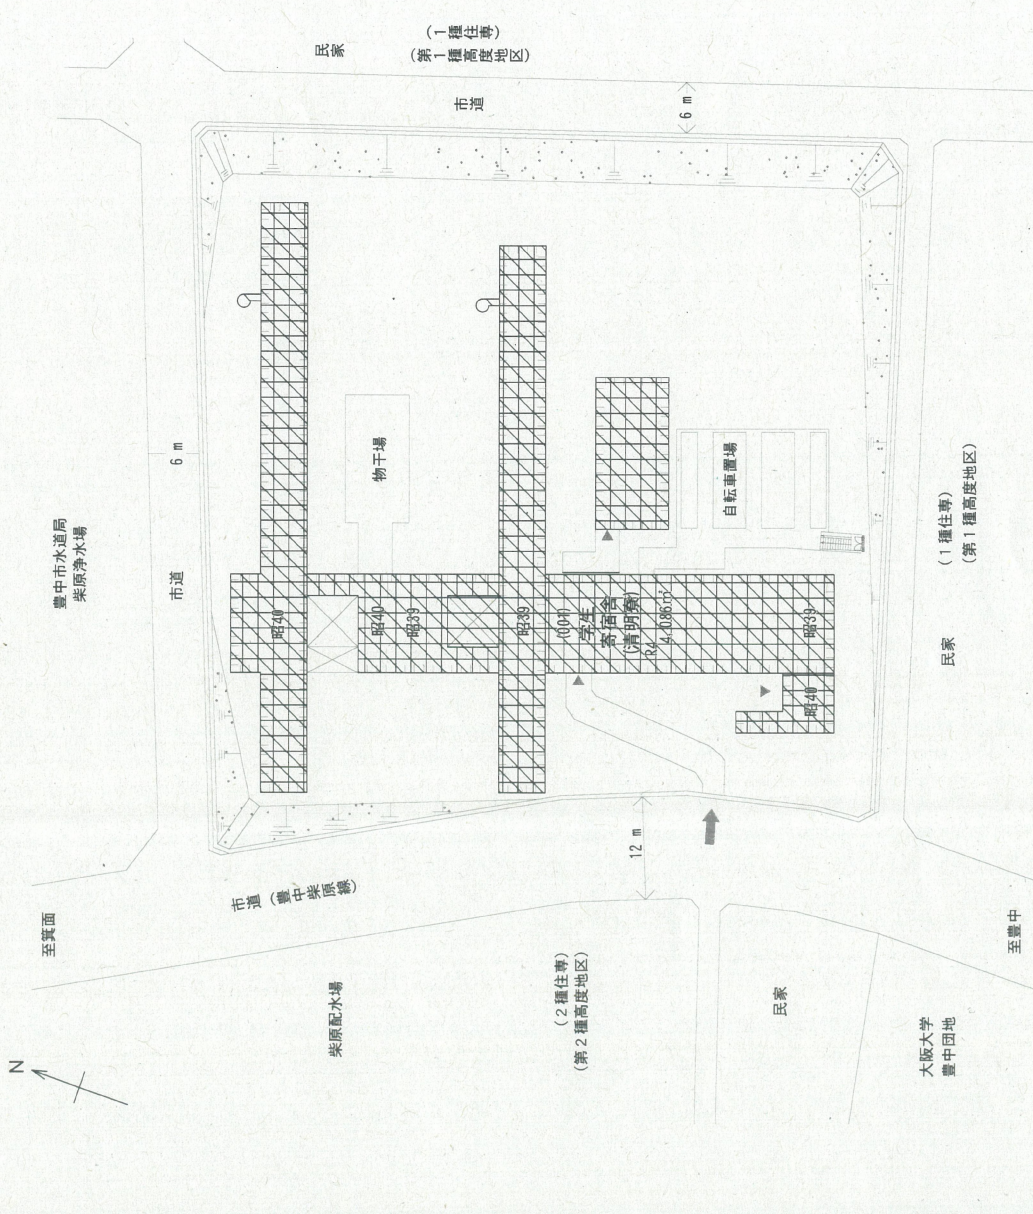 民家
（１種住専）
（第１種高度地区）
市道
6 m
豊中市水道局
柴原浄水場
6 m
市道
物干場
自転車置場
（１種住専）
（第１種高度地区）
民家
昭40
昭40
昭39
昭39
(001)
学生
寄宿舎
(清明寮)
R4
4,086㎡
昭39
昭40
12 m
市道
（豊中柴原線）
至箕面
至豊中
柴原配水場
（２種住専）
（第２種高度地区）
民家
大阪大学
豊中団地
N